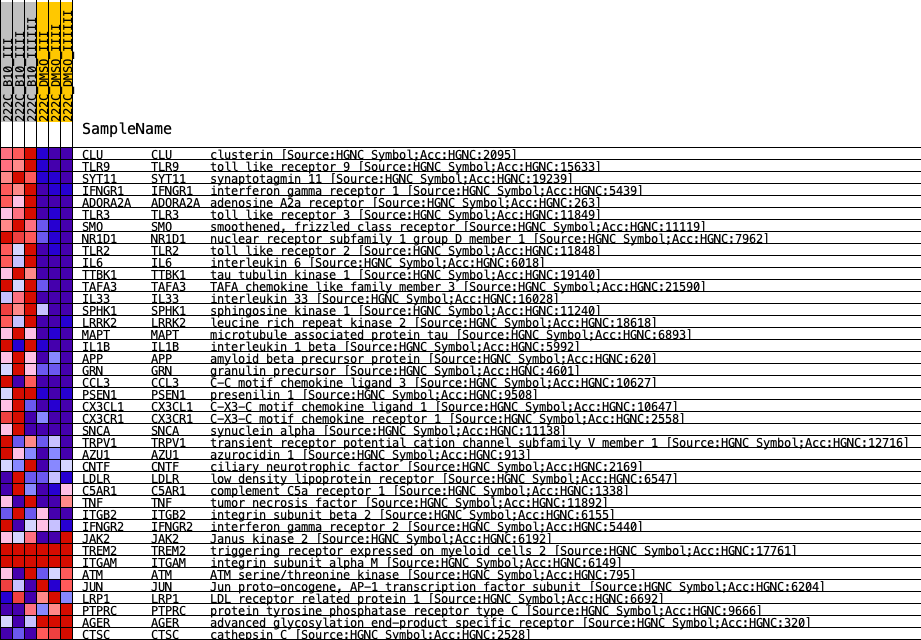 222C_B10_III
222C_B10_IIII
222C_B10_IIIIII
222C_DMSO_III
222C_DMSO_IIII
222C_DMSO_IIIIII
SampleName
CLU CLU clusterin [Source:HGNC Symbol;Acc:HGNC:2095]
TLR9 TLR9 toll like receptor 9 [Source:HGNC Symbol;Acc:HGNC:15633]
SYT11 SYT11 synaptotagmin 11 [Source:HGNC Symbol;Acc:HGNC:19239]
IFNGR1 IFNGR1 interferon gamma receptor 1 [Source:HGNC Symbol;Acc:HGNC:5439]
ADORA2A ADORA2A adenosine A2a receptor [Source:HGNC Symbol;Acc:HGNC:263]
TLR3 TLR3 toll like receptor 3 [Source:HGNC Symbol;Acc:HGNC:11849]
SMO SMO smoothened, frizzled class receptor [Source:HGNC Symbol;Acc:HGNC:11119]
NR1D1 NR1D1 nuclear receptor subfamily 1 group D member 1 [Source:HGNC Symbol;Acc:HGNC:7962]
TLR2 TLR2 toll like receptor 2 [Source:HGNC Symbol;Acc:HGNC:11848]
IL6 IL6 interleukin 6 [Source:HGNC Symbol;Acc:HGNC:6018]
TTBK1 TTBK1 tau tubulin kinase 1 [Source:HGNC Symbol;Acc:HGNC:19140]
TAFA3 TAFA3 TAFA chemokine like family member 3 [Source:HGNC Symbol;Acc:HGNC:21590]
IL33 IL33 interleukin 33 [Source:HGNC Symbol;Acc:HGNC:16028]
SPHK1 SPHK1 sphingosine kinase 1 [Source:HGNC Symbol;Acc:HGNC:11240]
LRRK2 LRRK2 leucine rich repeat kinase 2 [Source:HGNC Symbol;Acc:HGNC:18618]
MAPT MAPT microtubule associated protein tau [Source:HGNC Symbol;Acc:HGNC:6893]
IL1B IL1B interleukin 1 beta [Source:HGNC Symbol;Acc:HGNC:5992]
APP APP amyloid beta precursor protein [Source:HGNC Symbol;Acc:HGNC:620]
GRN GRN granulin precursor [Source:HGNC Symbol;Acc:HGNC:4601]
CCL3 CCL3 C-C motif chemokine ligand 3 [Source:HGNC Symbol;Acc:HGNC:10627]
PSEN1 PSEN1 presenilin 1 [Source:HGNC Symbol;Acc:HGNC:9508]
CX3CL1 CX3CL1 C-X3-C motif chemokine ligand 1 [Source:HGNC Symbol;Acc:HGNC:10647]
CX3CR1 CX3CR1 C-X3-C motif chemokine receptor 1 [Source:HGNC Symbol;Acc:HGNC:2558]
SNCA SNCA synuclein alpha [Source:HGNC Symbol;Acc:HGNC:11138]
TRPV1 TRPV1 transient receptor potential cation channel subfamily V member 1 [Source:HGNC Symbol;Acc:HGNC:12716]
AZU1 AZU1 azurocidin 1 [Source:HGNC Symbol;Acc:HGNC:913]
CNTF CNTF ciliary neurotrophic factor [Source:HGNC Symbol;Acc:HGNC:2169]
LDLR LDLR low density lipoprotein receptor [Source:HGNC Symbol;Acc:HGNC:6547]
C5AR1 C5AR1 complement C5a receptor 1 [Source:HGNC Symbol;Acc:HGNC:1338]
TNF TNF tumor necrosis factor [Source:HGNC Symbol;Acc:HGNC:11892]
ITGB2 ITGB2 integrin subunit beta 2 [Source:HGNC Symbol;Acc:HGNC:6155]
IFNGR2 IFNGR2 interferon gamma receptor 2 [Source:HGNC Symbol;Acc:HGNC:5440]
JAK2 JAK2 Janus kinase 2 [Source:HGNC Symbol;Acc:HGNC:6192]
TREM2 TREM2 triggering receptor expressed on myeloid cells 2 [Source:HGNC Symbol;Acc:HGNC:17761]
ITGAM ITGAM integrin subunit alpha M [Source:HGNC Symbol;Acc:HGNC:6149]
ATM ATM ATM serine/threonine kinase [Source:HGNC Symbol;Acc:HGNC:795]
JUN JUN Jun proto-oncogene, AP-1 transcription factor subunit [Source:HGNC Symbol;Acc:HGNC:6204]
LRP1 LRP1 LDL receptor related protein 1 [Source:HGNC Symbol;Acc:HGNC:6692]
PTPRC PTPRC protein tyrosine phosphatase receptor type C [Source:HGNC Symbol;Acc:HGNC:9666]
AGER AGER advanced glycosylation end-product specific receptor [Source:HGNC Symbol;Acc:HGNC:320]
CTSC CTSC cathepsin C [Source:HGNC Symbol;Acc:HGNC:2528]